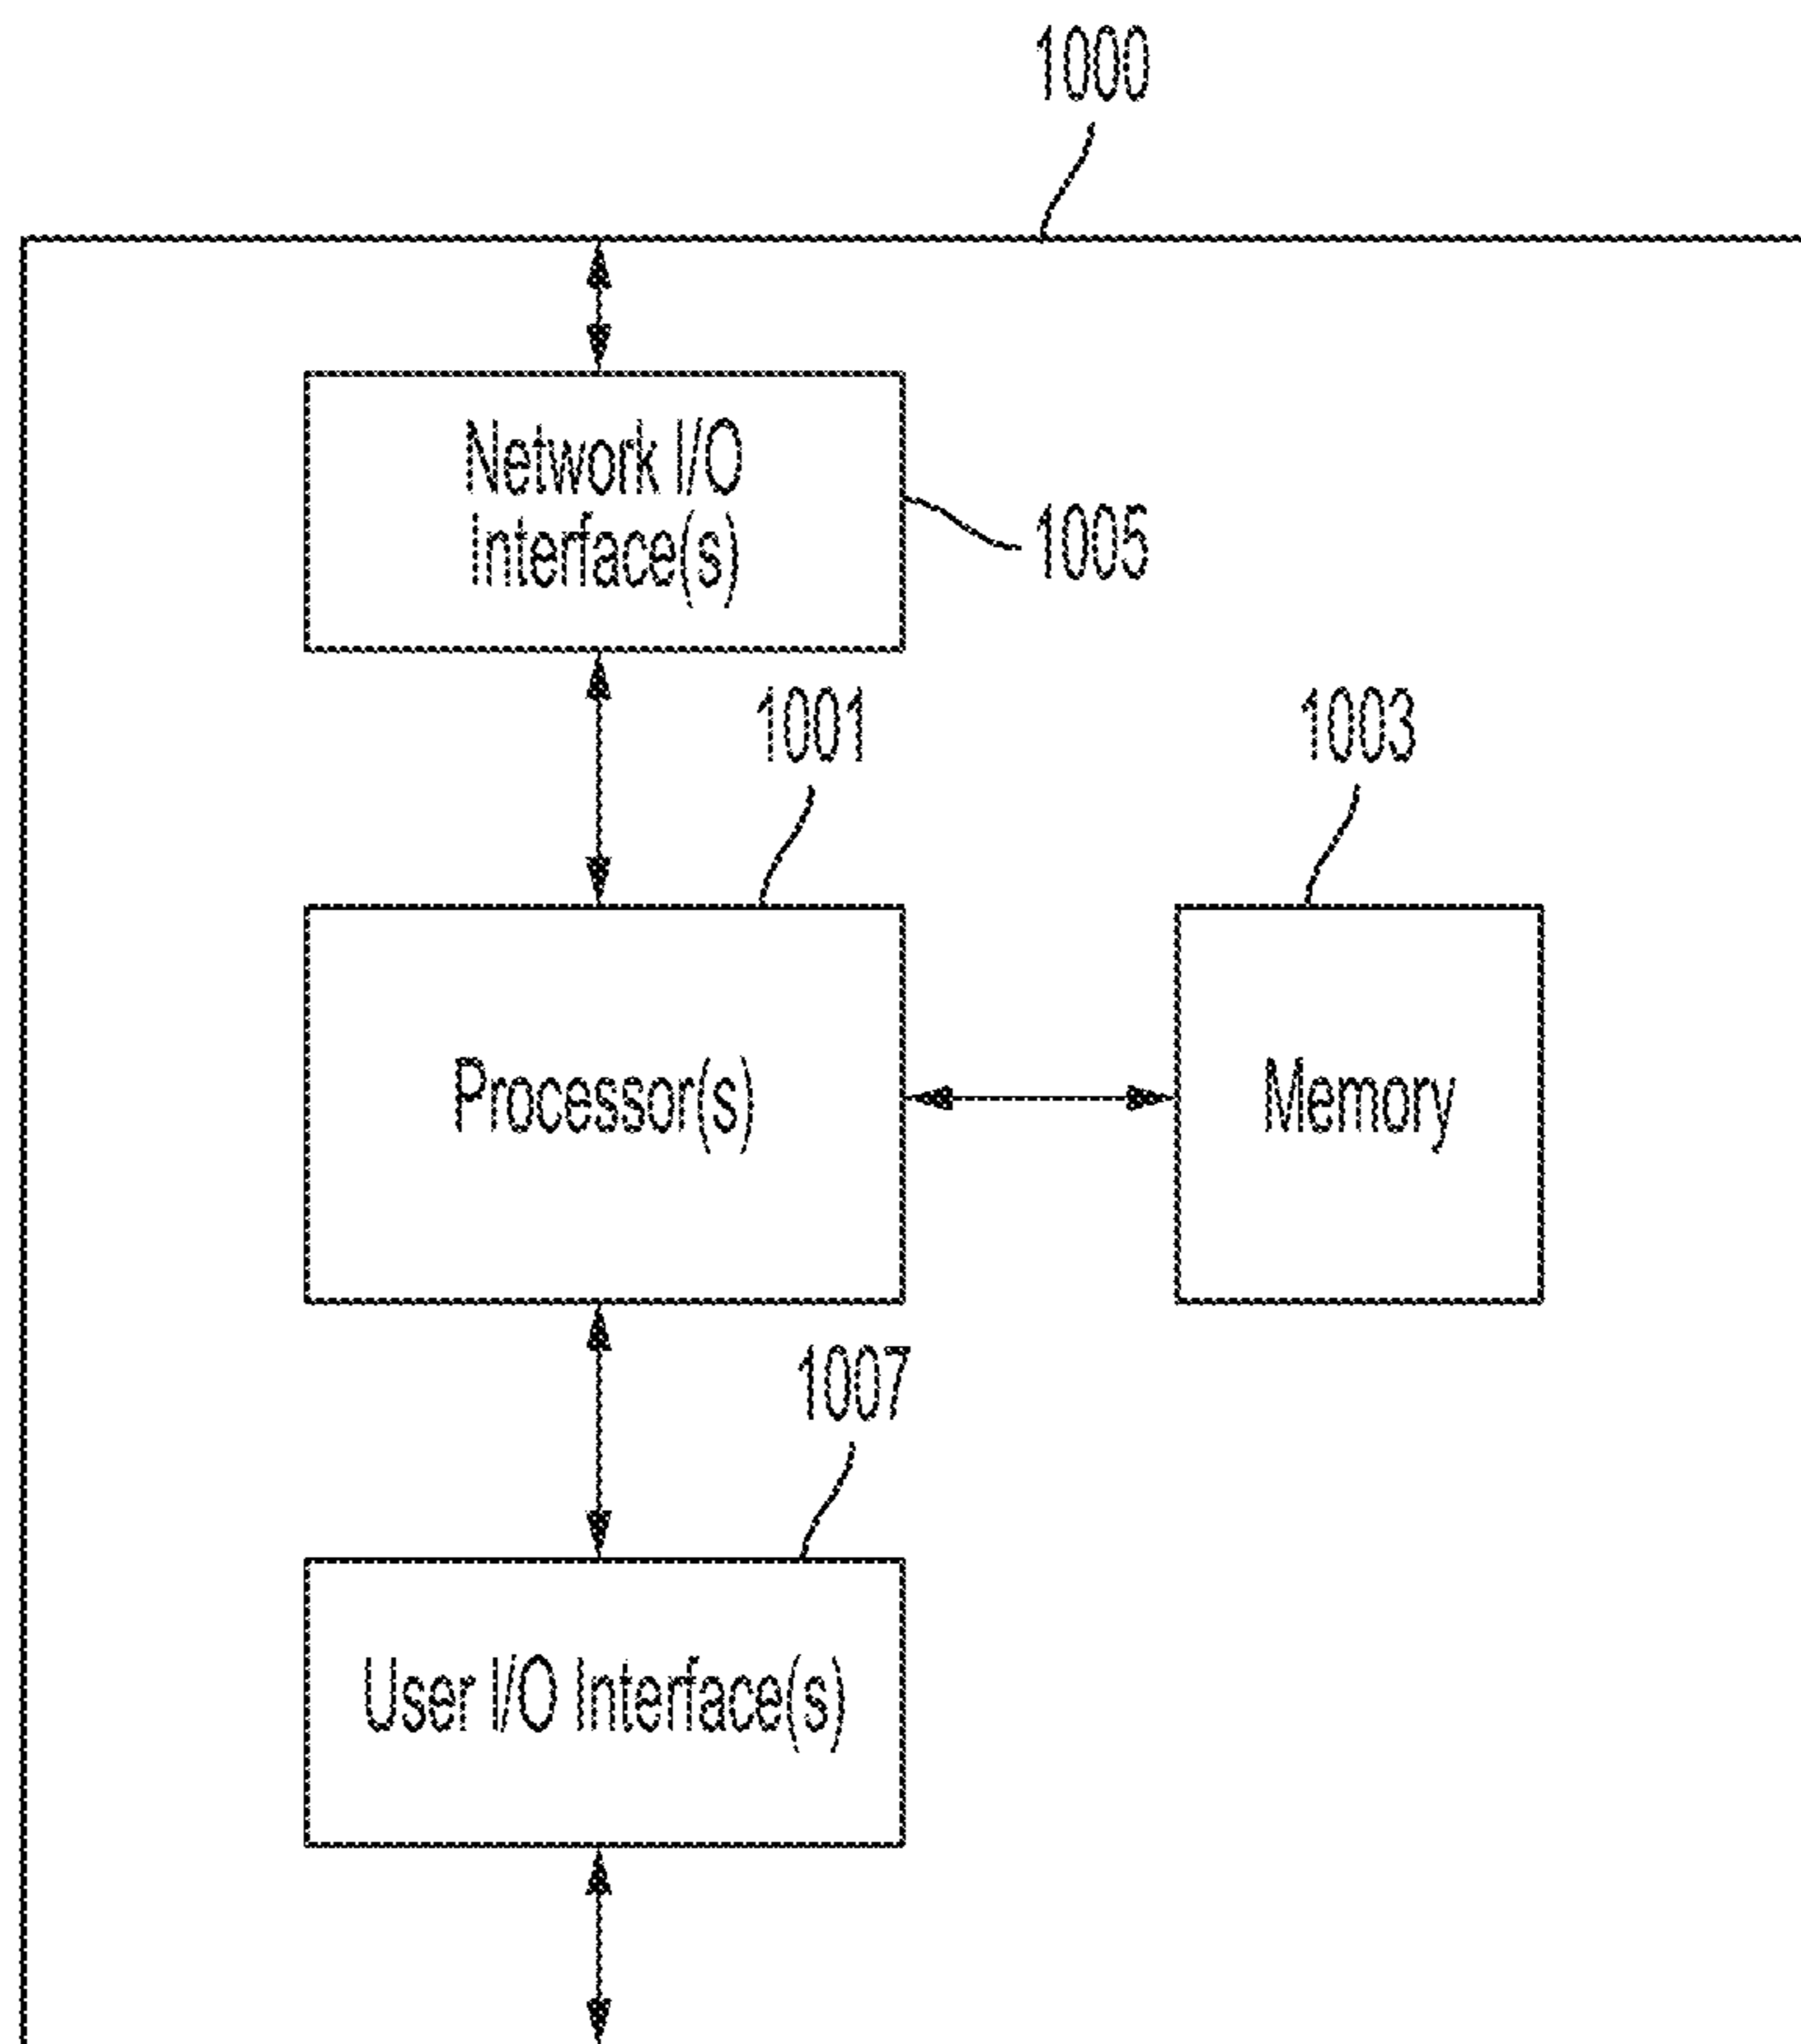 1000
Network I/O
Interface(s)
1005
1001
1003
Processor(s)
Memory
1007
User I/O Interface(s)